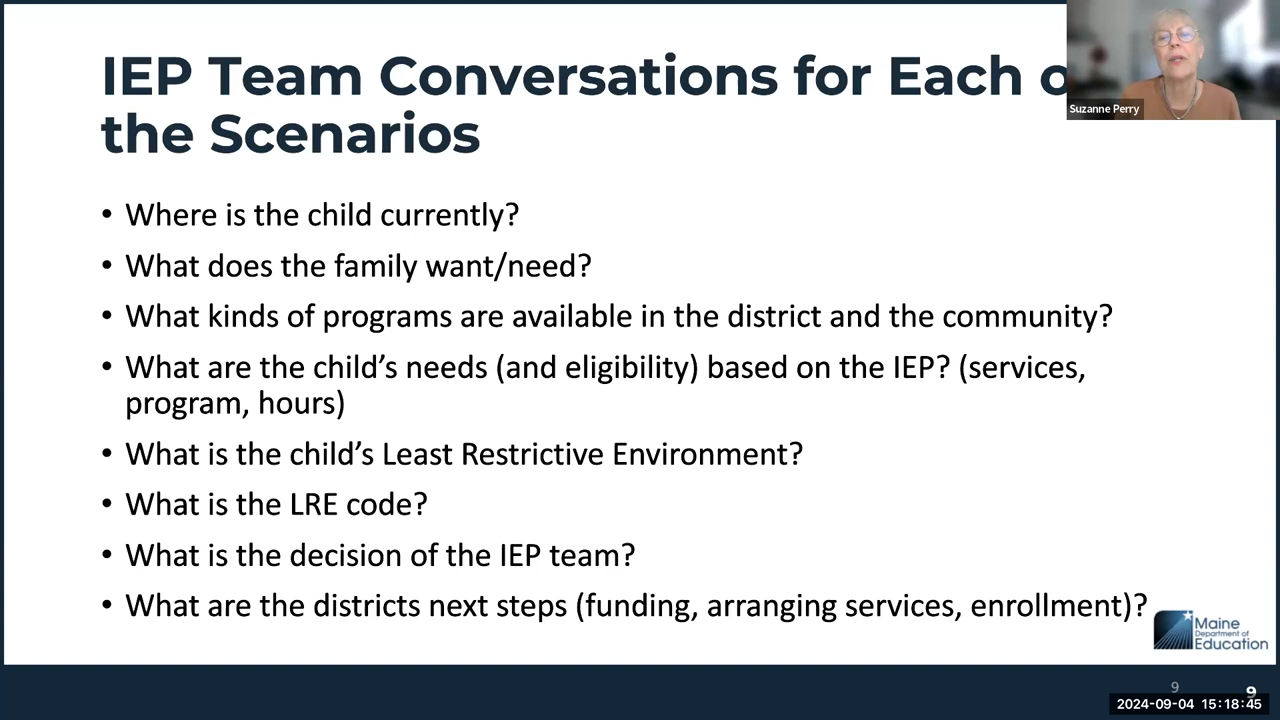 IEP Team Conversations for Each o
the Scenarios
Suzanne Perry
• Where is the child currently?
• What does the family want/need?
• What kinds of programs are available in the district and the community?
• What are the child’s needs (and eligibility) based on the IEP? (services,
program, hours)
• What is the child’s Least Restrictive Environment?
• What is the LRE code?
• What is the decision of the IEP team?
• What are the districts next steps (funding, arranging services, enrollment)?
Maine
Department of
Education
9
9
2024-09-04 15:18:45